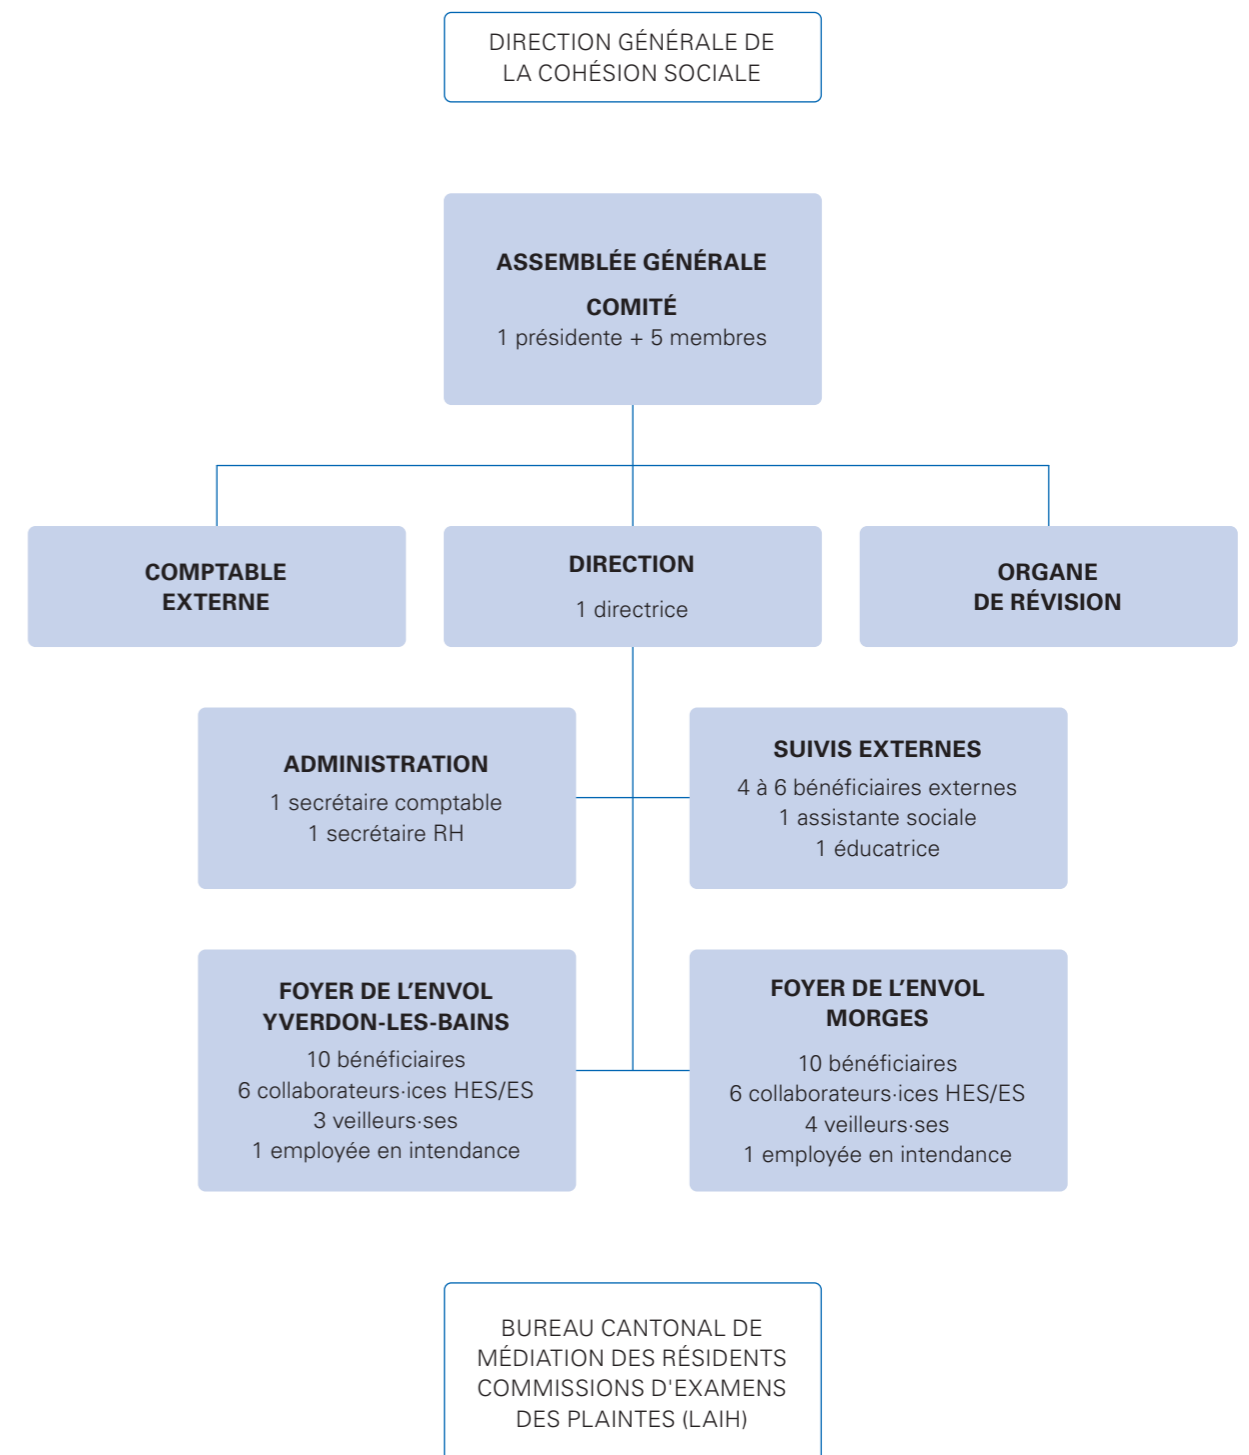 DIRECTION GÉNÉRALE DE
LA COHÉSION SOCIALE
ASSEMBLÉE GÉNÉRALE
COMITÉ
1 présidente + 5 membres
COMPTABLE
EXTERNE
DIRECTION
1 directrice
ORGANE
DE RÉVISION
ADMINISTRATION
1 secrétaire comptable
1 secrétaire RH
SUIVIS EXTERNES
4 à 6 bénéficiaires externes
1 assistante sociale
1 éducatrice
FOYER DE L’ENVOL
YVERDON-LES-BAINS
10 bénéficiaires
6 collaborateurs·ices HES/ES
3 veilleurs·ses
1 employée en intendance
FOYER DE L’ENVOL
MORGES
10 bénéficiaires
6 collaborateurs·ices HES/ES
4 veilleurs·ses
1 employée en intendance
BUREAU CANTONAL DE
MÉDIATION DES RÉSIDENTS
COMMISSIONS D'EXAMENS
DES PLAINTES (LAIH)